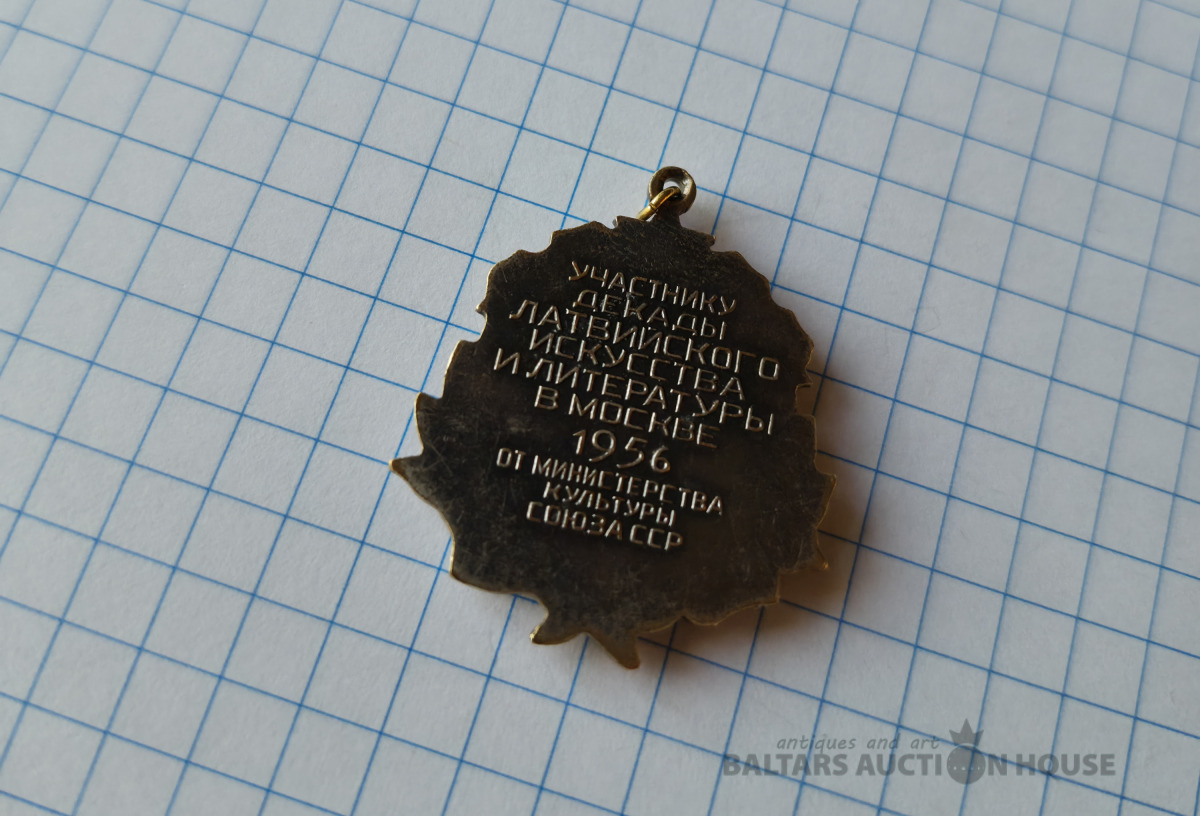 УЧАСТНИКУ
ДЕКАДЫ
ЛАТВИЙСКОГО
ИСКУССТВА
И ЛИТЕРАТУРЫ
В МОСКВЕ
1956
ОТ МИНИСТЕРСТВА
КУЛЬТУРЫ
СОЮЗА ССР
antiques and art
BALTARS AUCTION HOUSE